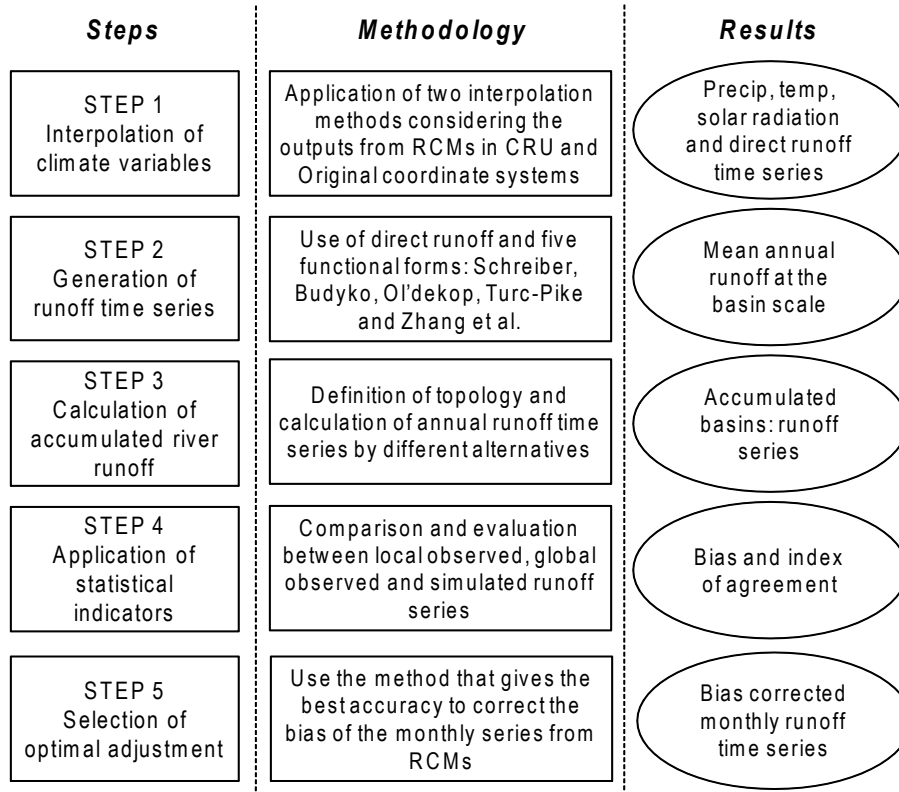 Steps
Methodology
Results
STEP 1
Interpolation of
climate variables
Application of two interpolation
methods considering the
outputs from RCMs in CRU and
Original coordinate systems
Precip, temp,
solar radiation
and direct runoff
time series
STEP 2
Generation of
runoff time series
Use of direct runoff and five
functional forms: Schreiber,
Budyko, Ol'dekop, Turc-Pike
and Zhang et al.
Mean annual
runoff at the
basin scale
STEP 3
Calculation of
accumulated river
runoff
Definition of topology and
calculation of annual runoff time
series by different alternatives
Accumulated
basins: runoff
series
STEP 4
Application of
statistical
indicators
Comparison and evaluation
between local observed, global
observed and simulated runoff
series
Bias and index
of agreement
STEP 5
Selection of
optimal adjustment
Use the method that gives the
best accuracy to correct the
bias of the monthly series from
RCMs
Bias corrected
monthly runoff
time series